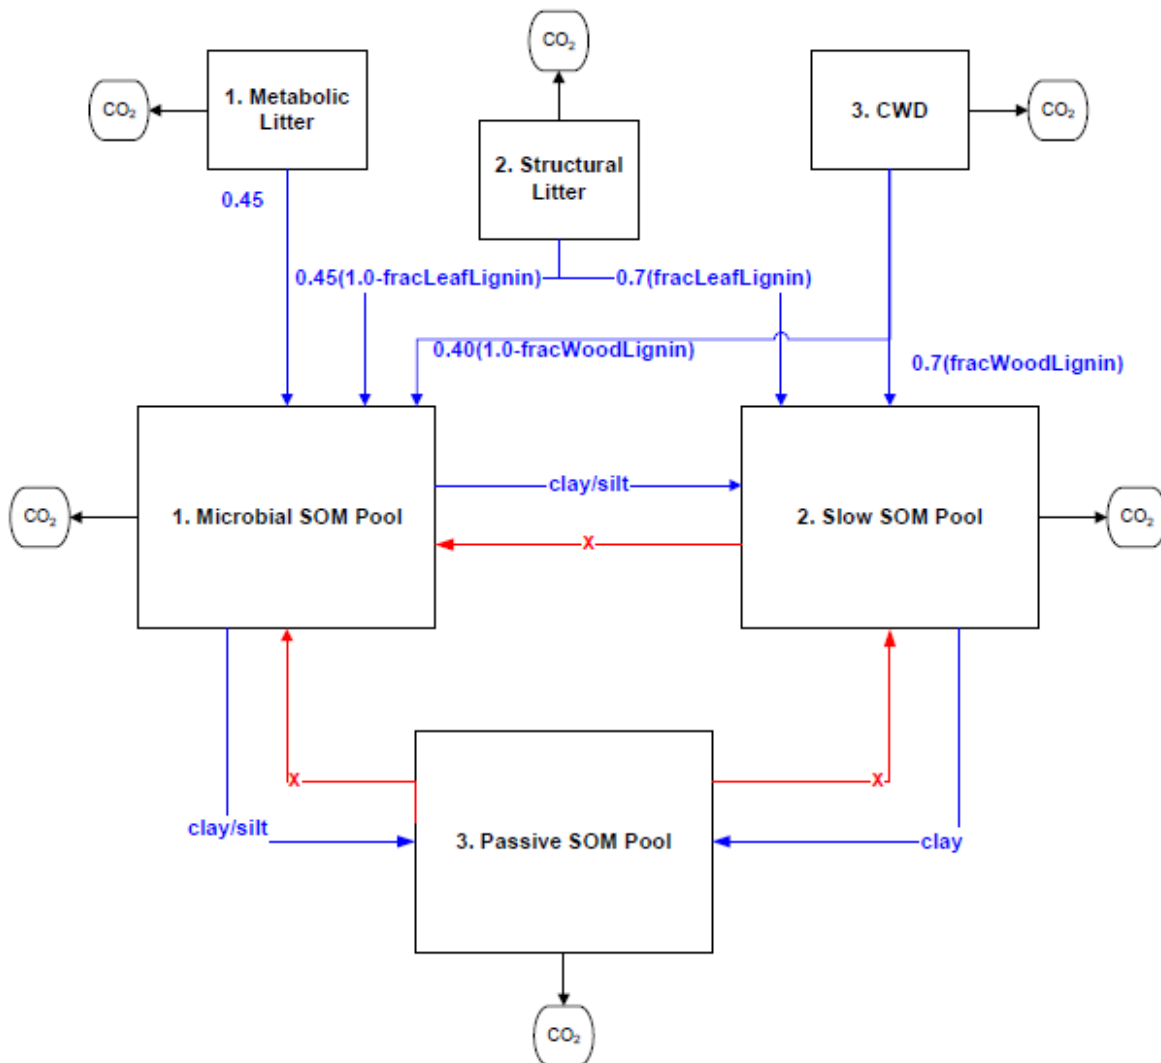 CO₂
1. Metabolic
Litter
CO₂
3. CWD
CO₂
2. Structural
Litter
0.45
0.45(1.0-fracLeafLignin)
0.7(fracLeafLignin)
0.40(1.0-fracWoodLignin)
0.7(fracWoodLignin)
clay/silt
CO₂
1. Microbial SOM Pool
2. Slow SOM Pool
CO₂
X
X
X
clay/silt
3. Passive SOM Pool
clay
CO₂